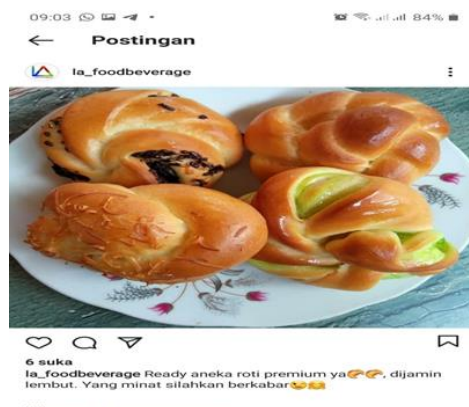 09:03 84%
Postingan
la_foodbeverage
6 suka
la_foodbeverage Ready aneka roti premium ya🥐🥐, dijamin
lembut. Yang minat silahkan berkabar😉😊